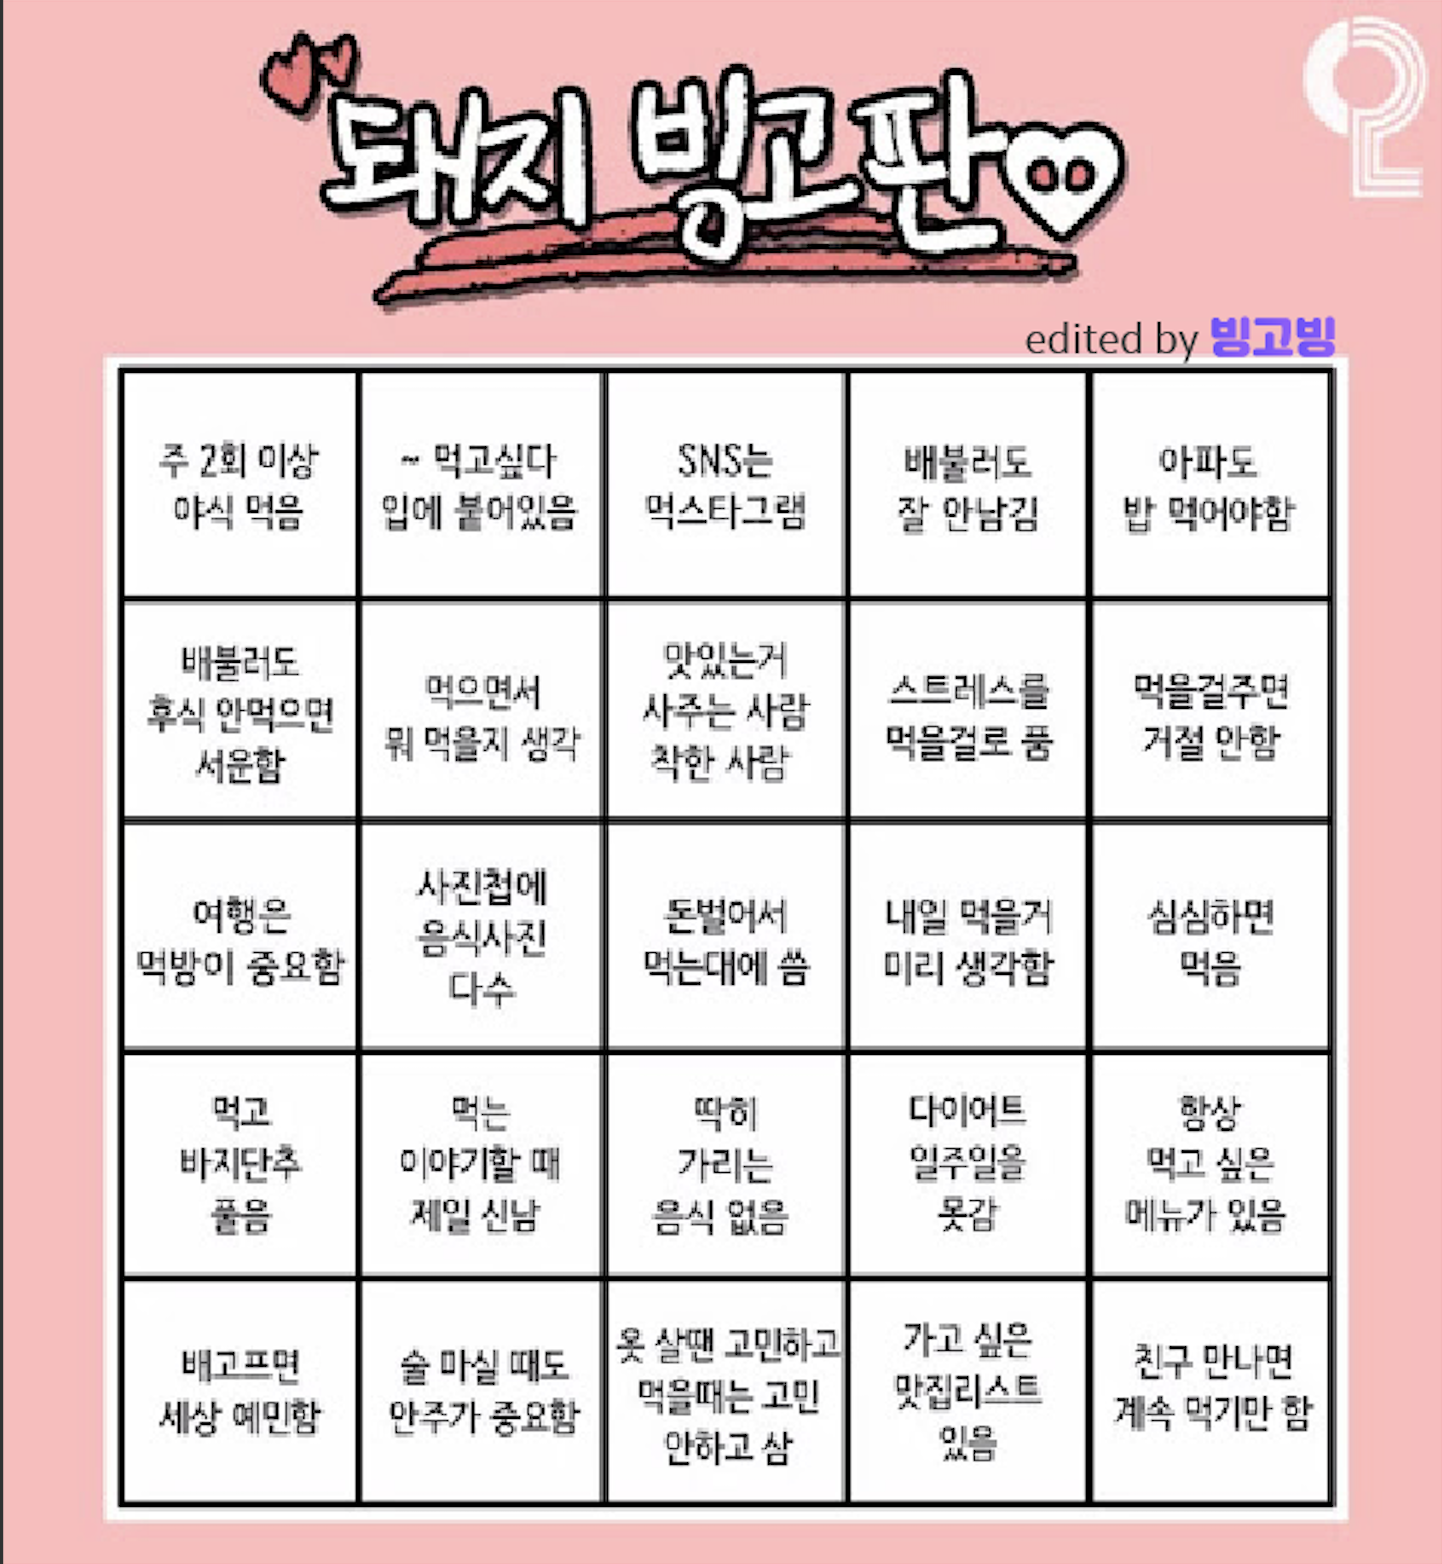 돼지 빙고판
edited by 빙고빙
주 2회 이상
야식 먹음
~ 먹고싶다
입에 붙어있음
SNS는
먹스타그램
배불러도
잘 안남김
아파도
밥 먹어야함
배불러도
후식 안먹으면
서운함
먹으면서
뭐 먹을지 생각
맛있는거
사주는 사람
착한 사람
스트레스를
먹을걸로 품
먹을걸주면
거절 안함
여행은
먹방이 중요함
사진첩에
음식사진
다수
돈벌어서
먹는대에 씀
내일 먹을거
미리 생각함
심심하면
먹음
먹고
바지단추
풀음
먹는
이야기할 때
제일 신남
딱히
가리는
음식 없음
다이어트
일주일을
못감
항상
먹고 싶은
메뉴가 있음
배고프면
세상 예민함
술 마실 때도
안주가 중요함
옷 살땐 고민하고
먹을때는 고민
안하고 삼
가고 싶은
맛집리스트
있음
친구 만나면
계속 먹기만 함